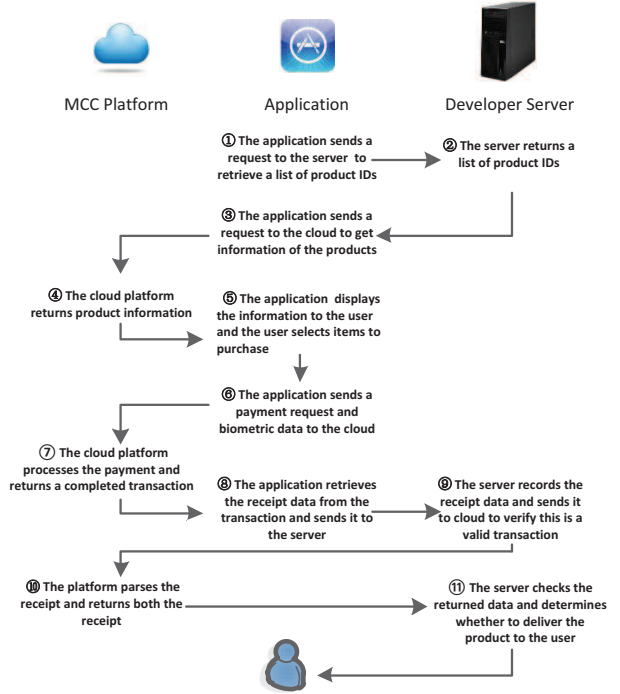 MCC Platform
Application
Developer Server
① The application sends a
request to the server to
retrieve a list of product IDs
② The server returns a
list of product IDs
③ The application sends a
request to the cloud to get
information of the products
④ The cloud platform
returns product information
⑤ The application displays
the information to the user
and the user selects items to
purchase
⑥ The application sends a
payment request and
biometric data to the cloud
⑦ The cloud platform
processes the payment and
returns a completed transaction
⑧ The application retrieves
the receipt data from the
transaction and sends it to
the server
⑨ The server records the
receipt data and sends it
to cloud to verify this is a
valid transaction
⑩ The platform parses the
receipt and returns both the
receipt
⑪ The server checks the
returned data and determines
whether to deliver the
product to the user